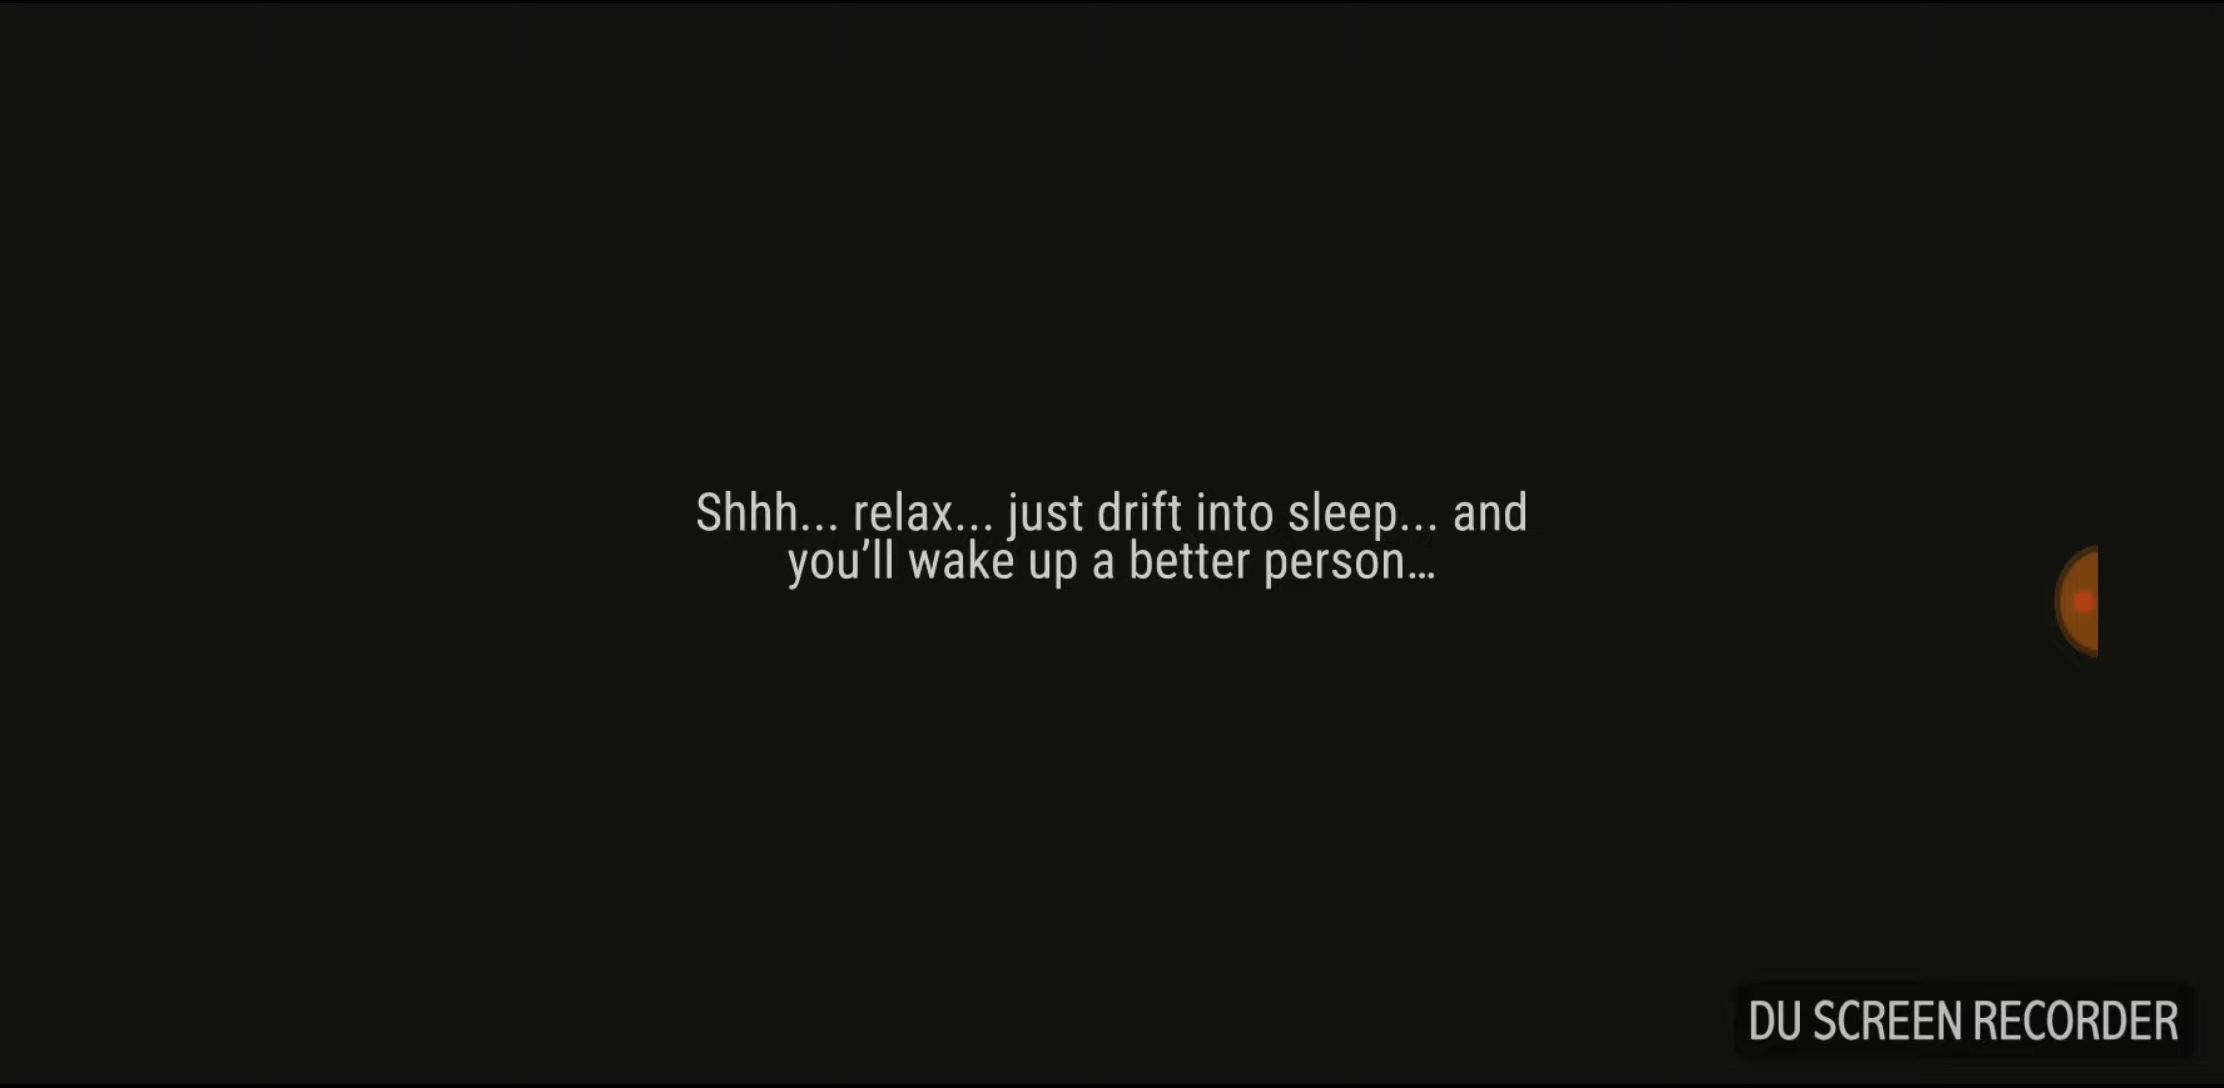 Shhh... relax... just drift into sleep... and
you’ll wake up a better person...
DU SCREEN RECORDER